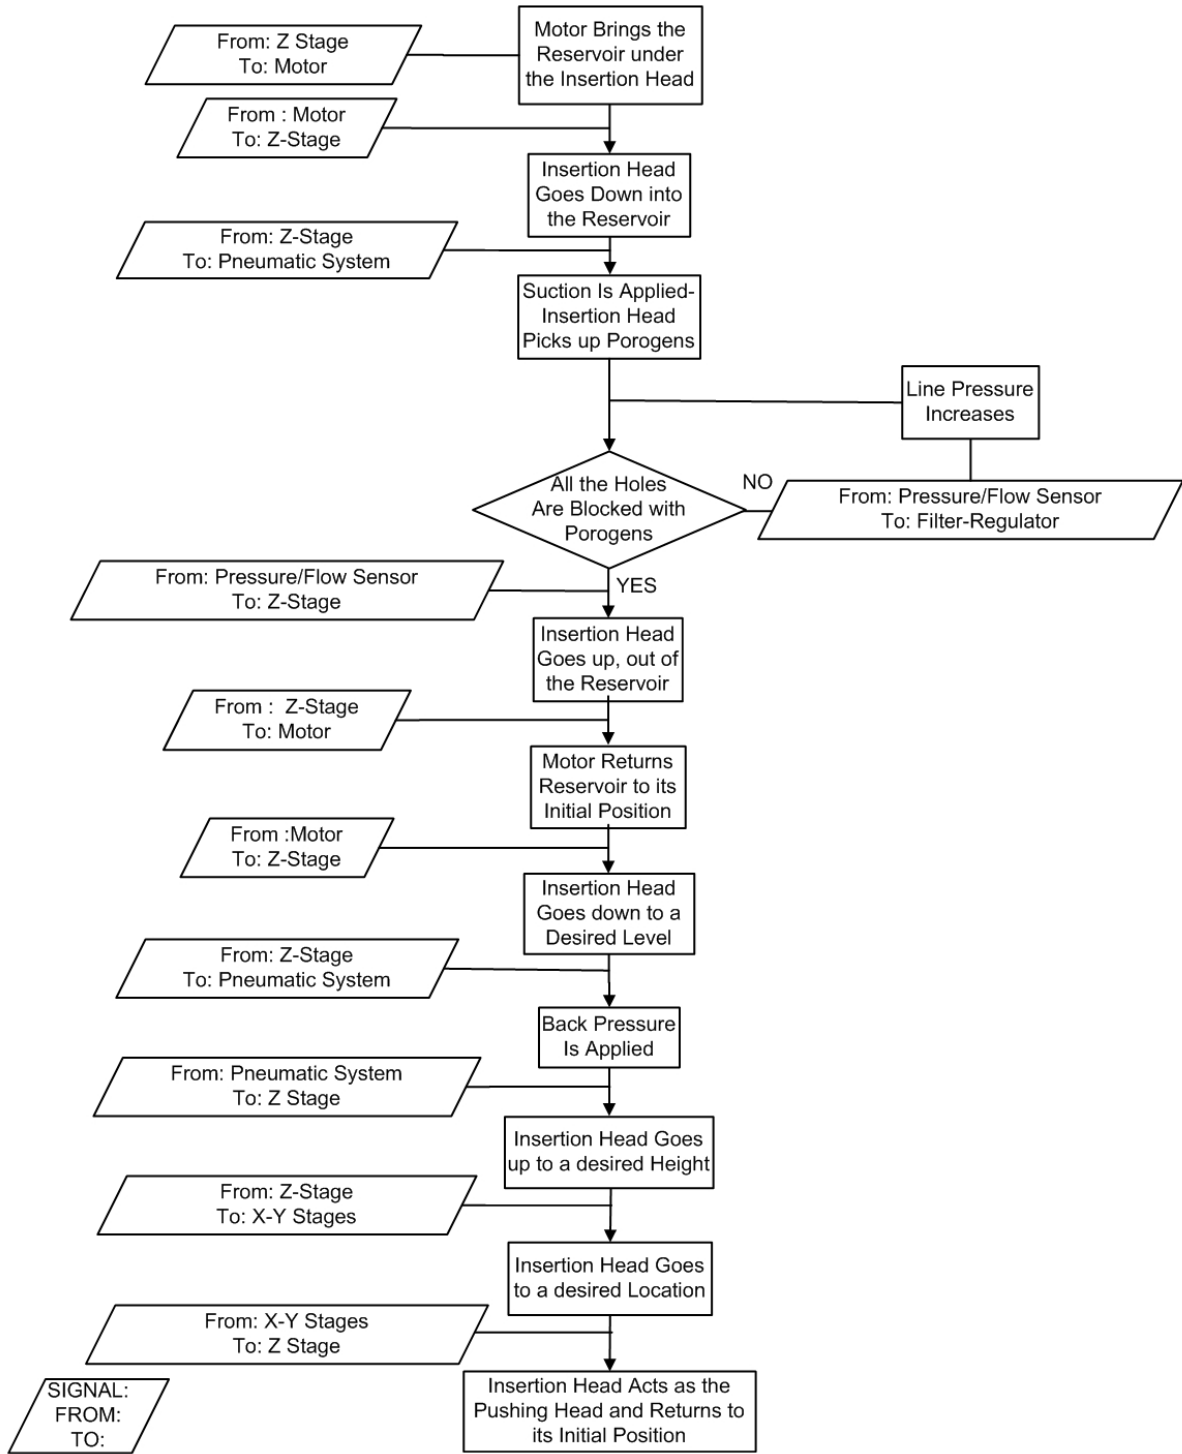 From: Z Stage
To: Motor
Motor Brings the
Reservoir under
the Insertion Head
From : Motor
To: Z-Stage
Insertion Head
Goes Down into
the Reservoir
From: Z-Stage
To: Pneumatic System
Suction Is Applied-
Insertion Head
Picks up Porogens
Line Pressure
Increases
All the Holes
Are Blocked with
Porogens
NO
From: Pressure/Flow Sensor
To: Filter-Regulator
YES
From: Pressure/Flow Sensor
To: Z-Stage
Insertion Head
Goes up, out of
the Reservoir
From :  Z-Stage
To: Motor
Motor Returns
Reservoir to its
Initial Position
From :Motor
To: Z-Stage
Insertion Head
Goes down to a
Desired Level
From: Z-Stage
To: Pneumatic System
Back Pressure
Is Applied
From: Pneumatic System
To: Z Stage
Insertion Head Goes
up to a desired Height
From: Z-Stage
To: X-Y Stages
Insertion Head Goes
to a desired Location
From: X-Y Stages
To: Z Stage
Insertion Head Acts as the
Pushing Head and Returns to
its Initial Position
SIGNAL:
FROM:
TO: